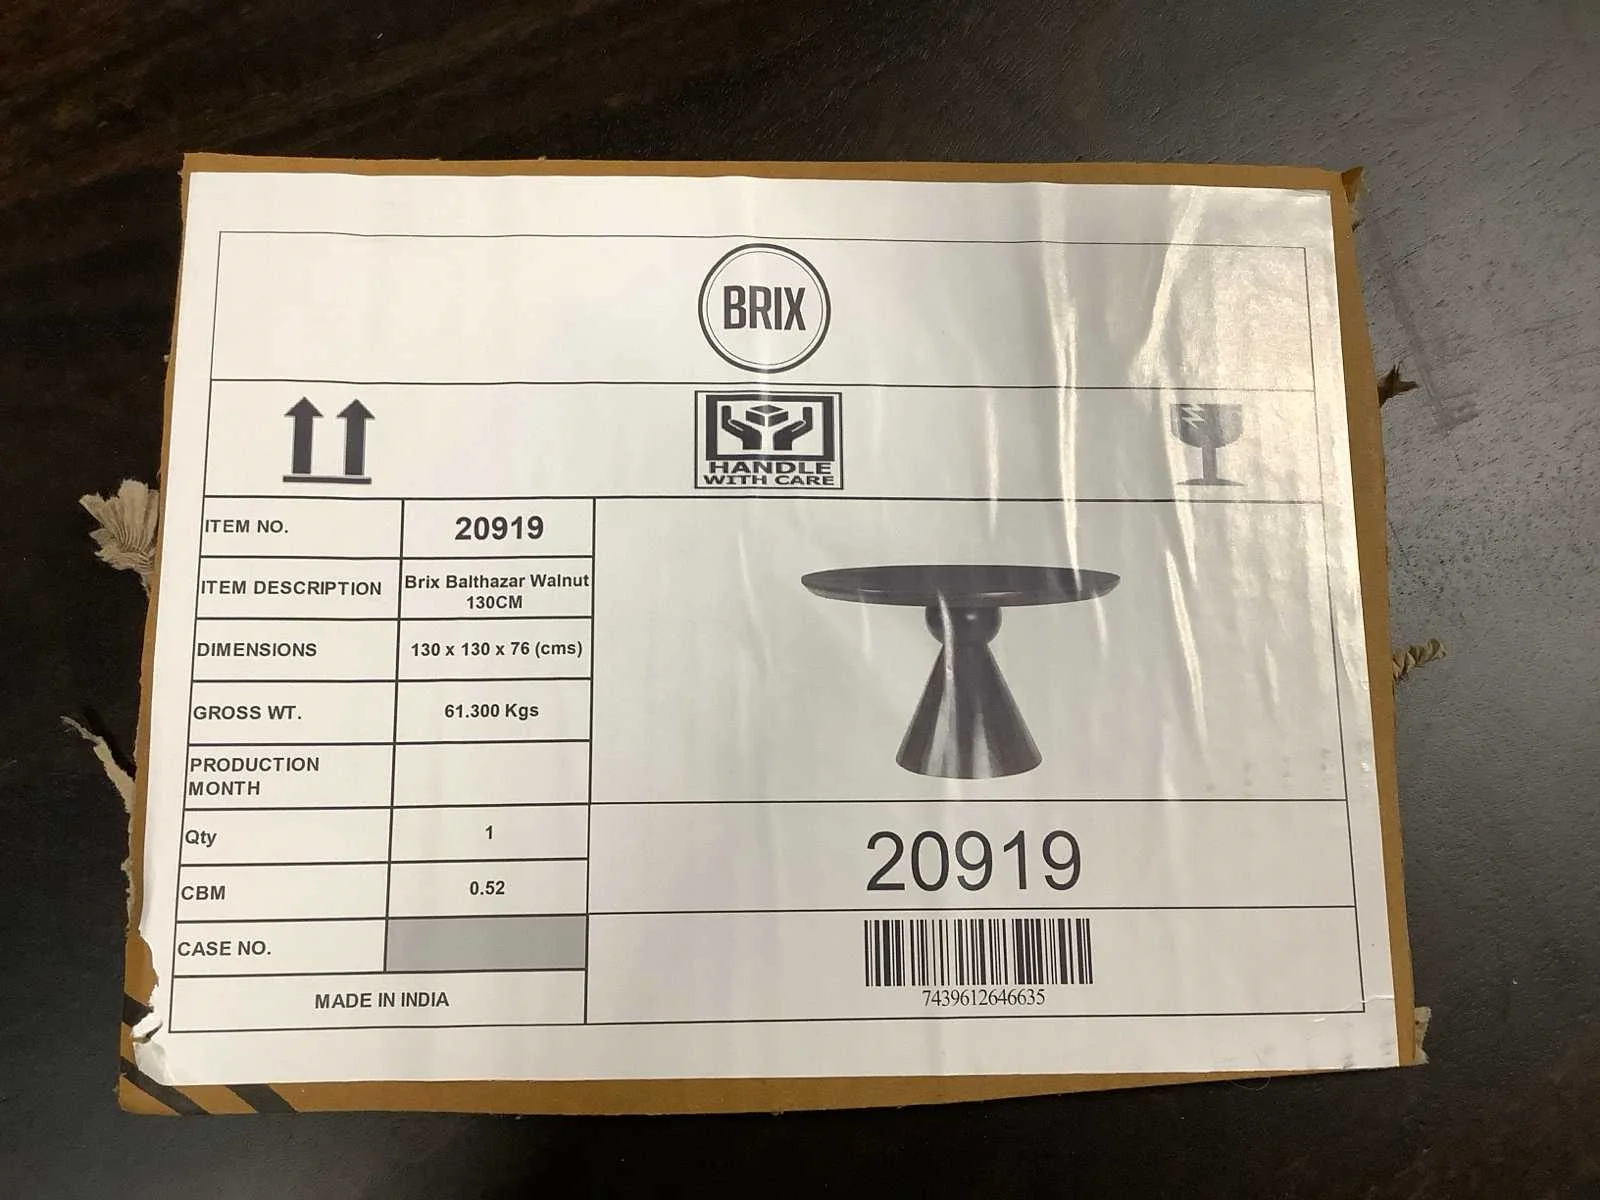 BRIX
HANDLE
WITH CARE
ITEM NO.
20919
ITEM DESCRIPTION
Brix Balthazar Walnut
130CM
DIMENSIONS
130 x 130 x 76 (cms)
GROSS WT.
61.300 Kgs
PRODUCTION
MONTH
Qty
1
CBM
0.52
CASE NO.
MADE IN INDIA
20919
7439612646635